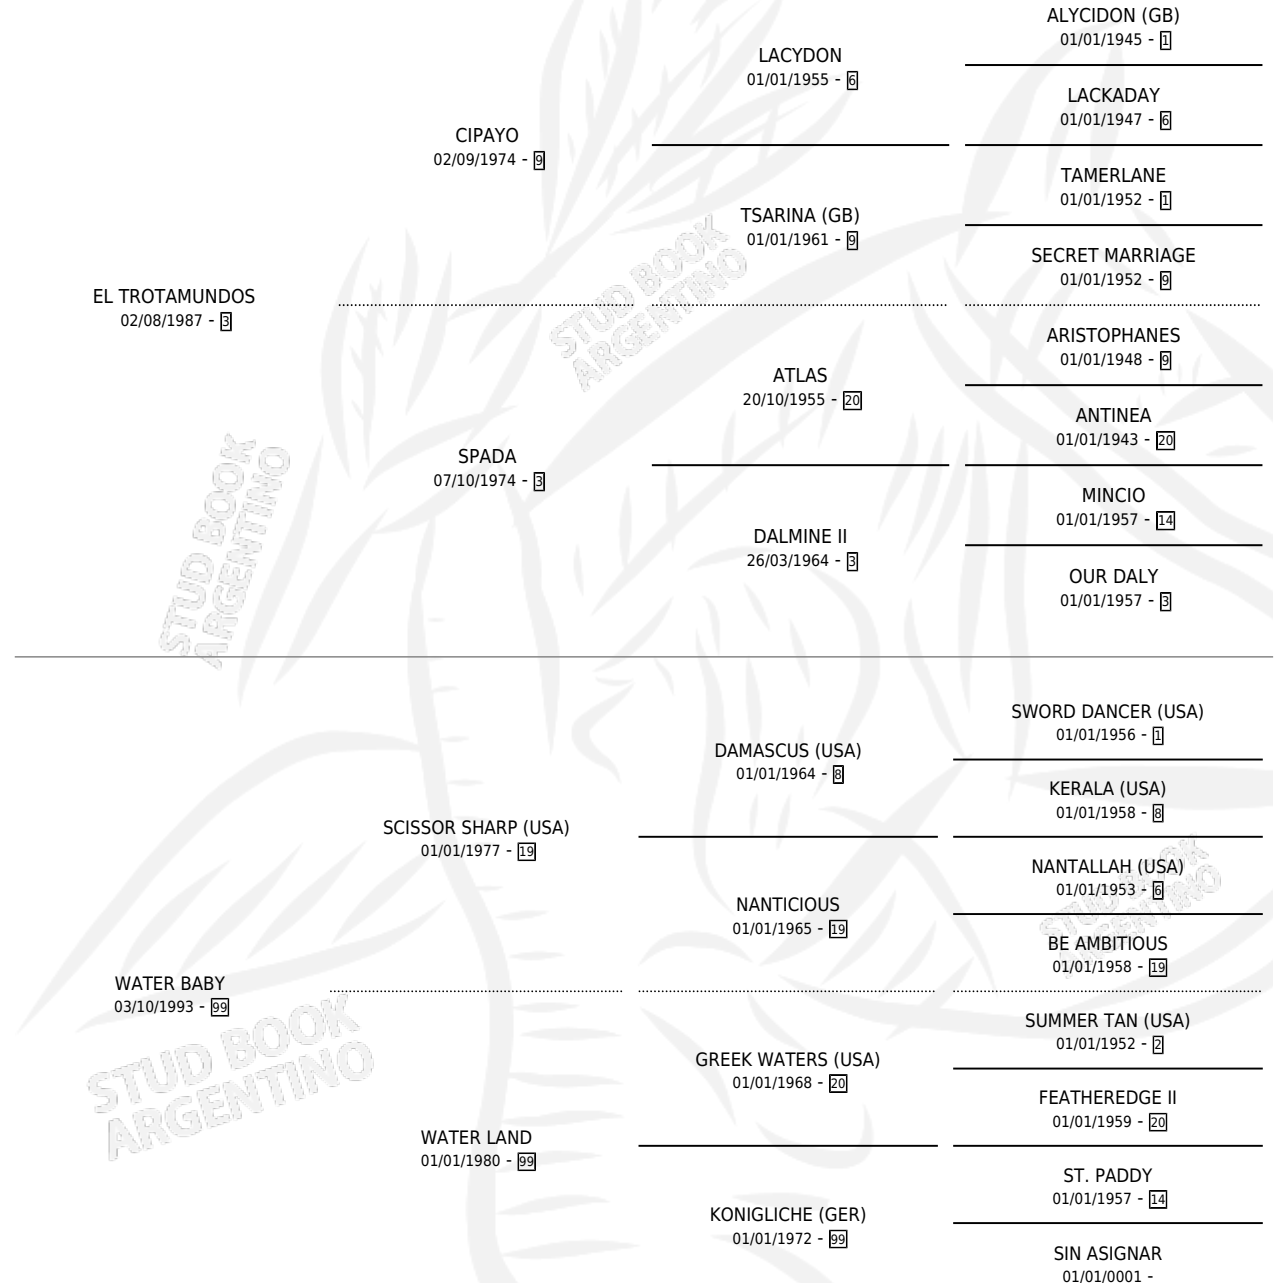 ALYCIDON (GB)
01/01/1945 - 1
LACYDON
01/01/1955 - 6
LACKADAY
01/01/1947 - 6
CIPAYO
02/09/1974 - 9
TAMERLANE
01/01/1952 - 1
TSARINA (GB)
01/01/1961 - 9
SECRET MARRIAGE
01/01/1952 - 9
EL TROTAMUNDOS
02/08/1987 - 3
ARISTOPHANES
01/01/1948 - 9
ATLAS
20/10/1955 - 20
ANTINEA
01/01/1943 - 20
SPADA
07/10/1974 - 3
MINCIO
01/01/1957 - 14
DALMINE II
26/03/1964 - 3
OUR DALY
01/01/1957 - 3
SWORD DANCER (USA)
01/01/1956 - 1
DAMASCUS (USA)
01/01/1964 - 8
KERALA (USA)
01/01/1958 - 8
SCISSOR SHARP (USA)
01/01/1977 - 19
NANTALLAH (USA)
01/01/1953 - 6
NANTICIOUS
01/01/1965 - 19
BE AMBITIOUS
01/01/1958 - 19
WATER BABY
03/10/1993 - 99
SUMMER TAN (USA)
01/01/1952 - 2
GREEK WATERS (USA)
01/01/1968 - 20
FEATHEREDGE II
01/01/1959 - 20
WATER LAND
01/01/1980 - 99
ST. PADDY
01/01/1957 - 14
KONIGLICHE (GER)
01/01/1972 - 99
SIN ASIGNAR
01/01/0001 -
STUD BOOK
ARGENTINO
STUD BOOK
ARGENTINO
STUD BOOK
ARGENTINO
STUD BOOK
ARGENTINO